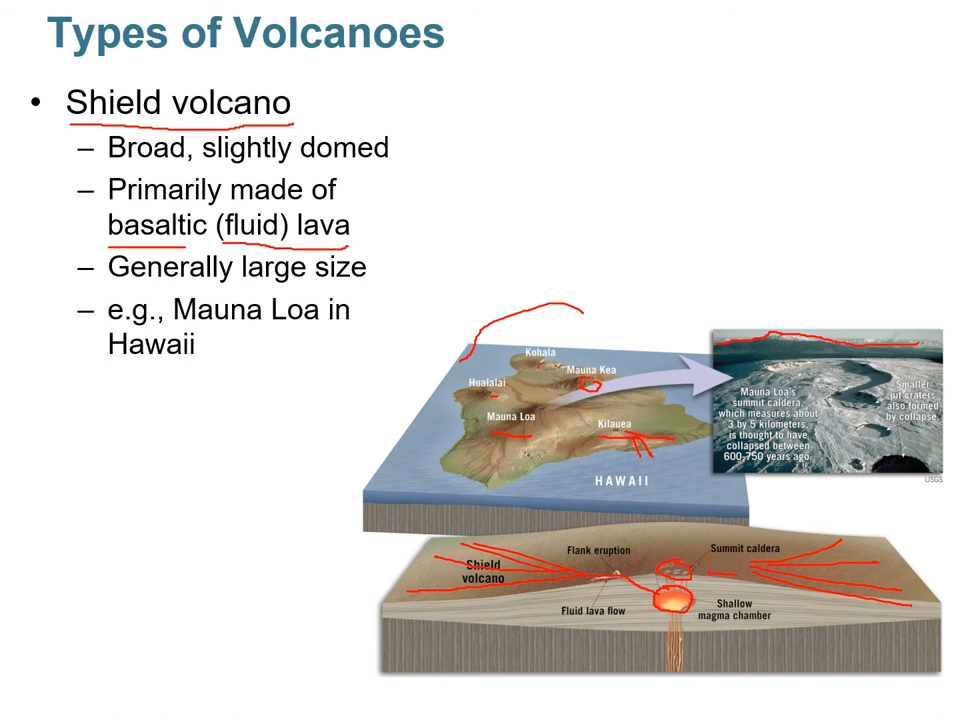 Types of Volcanoes
• Shield volcano
– Broad, slightly domed
– Primarily made of
basaltic (fluid) lava
– Generally large size
– e.g., Mauna Loa in
Hawaii
Kohala
Mauna Kea
Hualalai
Mauna Loa
Kilauea
HAWAII
Mauna Loa's
summit caldera,
which measures about
3 by 5 kilometers,
is thought to have
collapsed between
600-750 years ago.
Smaller
pit craters
also formed
by collapse.
USGS
Flank eruption
Summit caldera
Shield
volcano
Fluid lava flow
Shallow
magma chamber